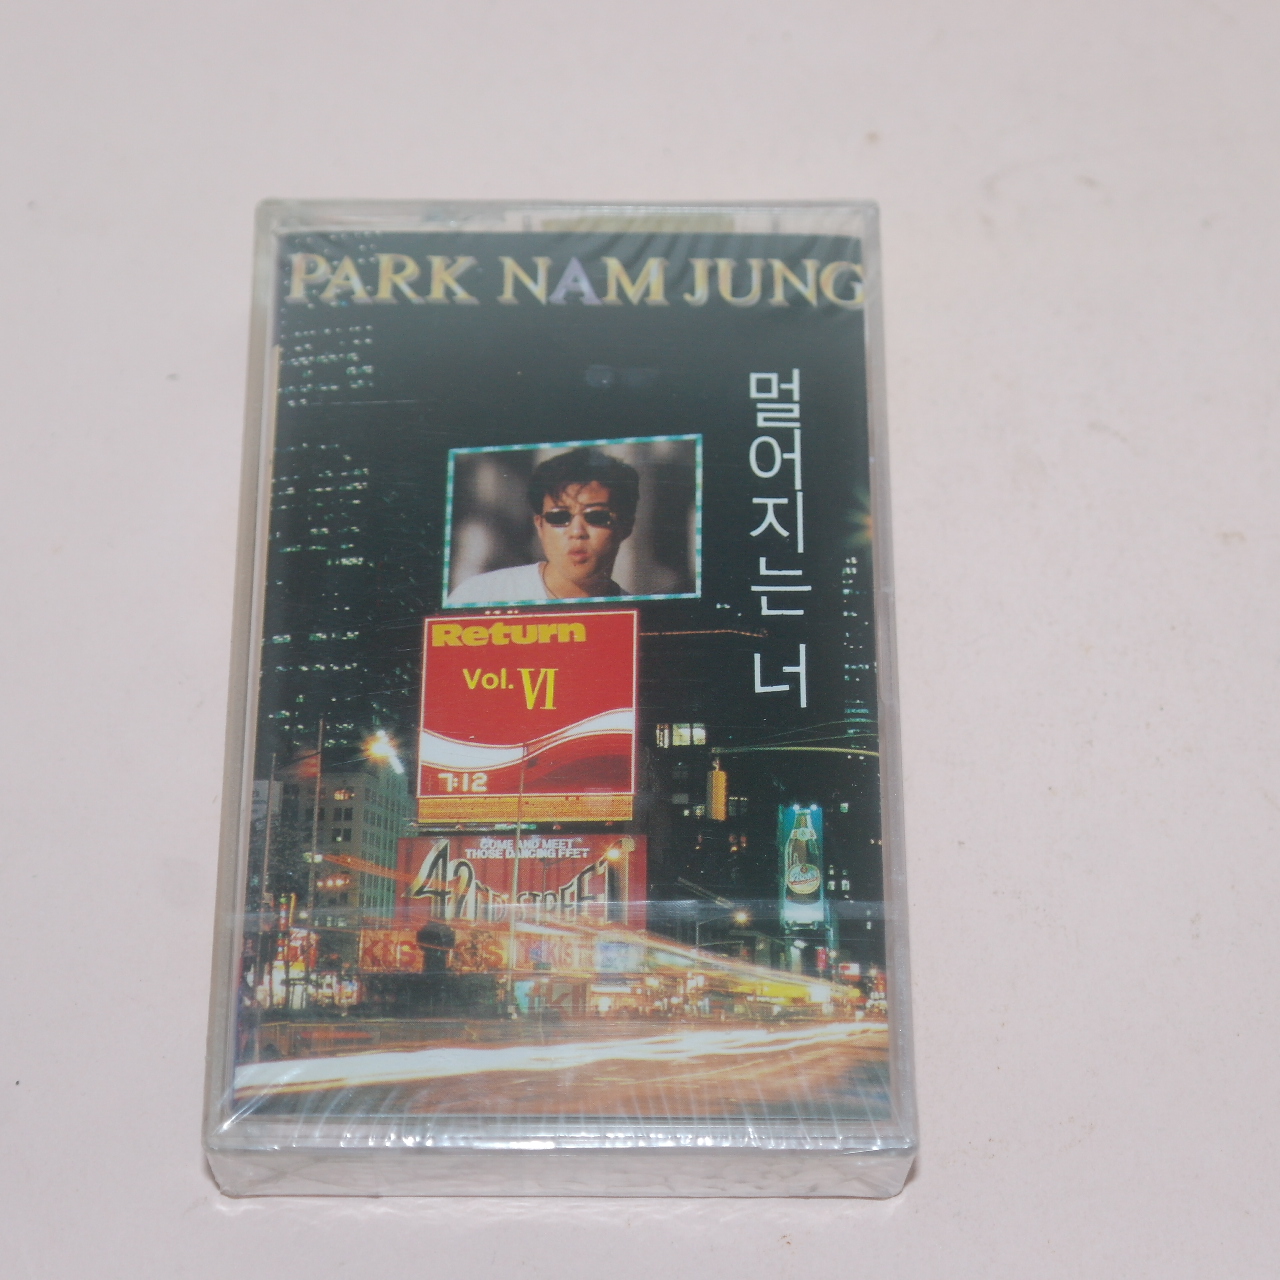 PARK NAM JUNG
멀어지는 너
Return
Vol. VI
7:12
COME AND MEET
THOSE DANCING FEET
42ND STREET